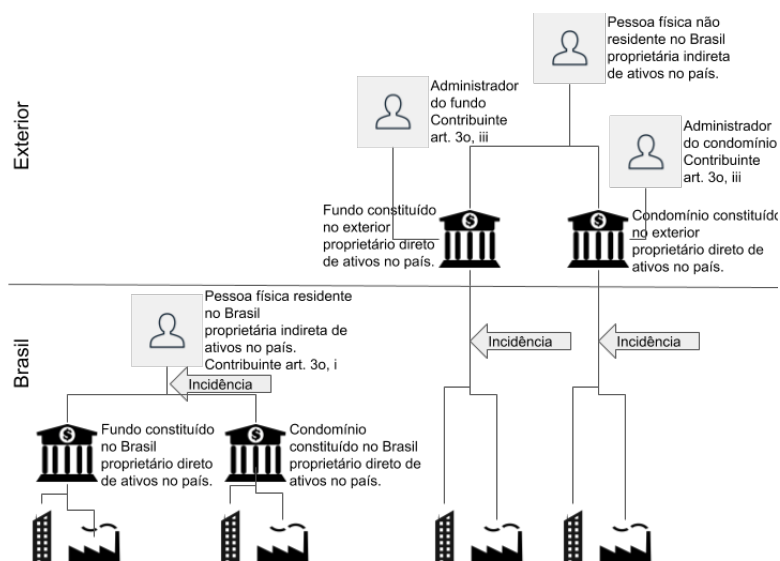 Exterior
Pessoa física não
residente no Brasil
proprietária indireta
de ativos no país.
Administrador
do fundo
Contribuinte
art. 3o, iii
Administrador
do condomínio
Contribuinte
art. 3o, iii
Fundo constituído
no exterior
proprietário direto
de ativos no país.
$
$
Condomínio constituído
no exterior
proprietário direto de
ativos no país.
Brasil
Pessoa física residente
no Brasil
proprietária indireta de
ativos no país.
Contribuinte art. 3o, i
Incidência
Incidência
Incidência
$
Fundo constituído
no Brasil
proprietário direto
de ativos no país.
$
Condomínio
constituído no Brasil
proprietário direto de
ativos no país.